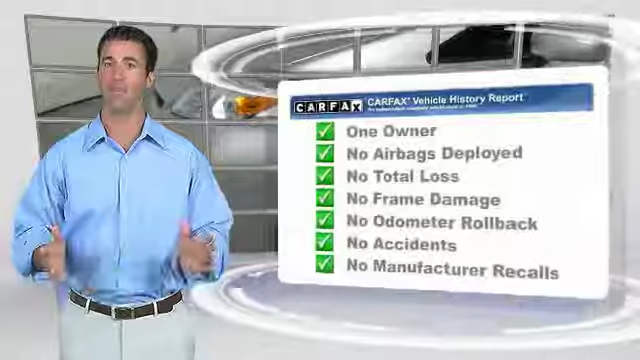 CARFAX CARFAX Vehicle History Report
One Owner
No Airbags Deployed
No Total Loss
No Frame Damage
No Odometer Rollback
No Accidents
No Manufacturer Recalls